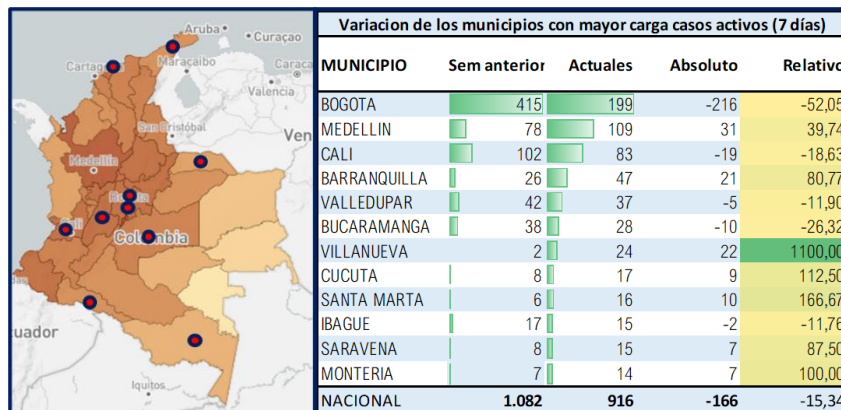 Aruba
Curaçao
Cartag
Maracaibo
Caraca
Valencia
San Cristóbal
Ven
Medellín
Cali
Colombia
cuador
Iquitos
Variacion de los municipios con mayor carga casos activos (7 días)
MUNICIPIO Sem anterior Actuales Absoluto Relativo
BOGOTA 415 199 -216 -52,05
MEDELLIN 78 109 31 39,74
CALI 102 83 -19 -18,63
BARRANQUILLA 26 47 21 80,77
VALLEDUPAR 42 37 -5 -11,90
BUCARAMANGA 38 28 -10 -26,32
VILLANUEVA 2 24 22 1100,00
CUCUTA 8 17 9 112,50
SANTA MARTA 6 16 10 166,67
IBAGUE 17 15 -2 -11,76
SARAVENA 8 15 7 87,50
MONTERIA 7 14 7 100,00
NACIONAL 1.082 916 -166 -15,34